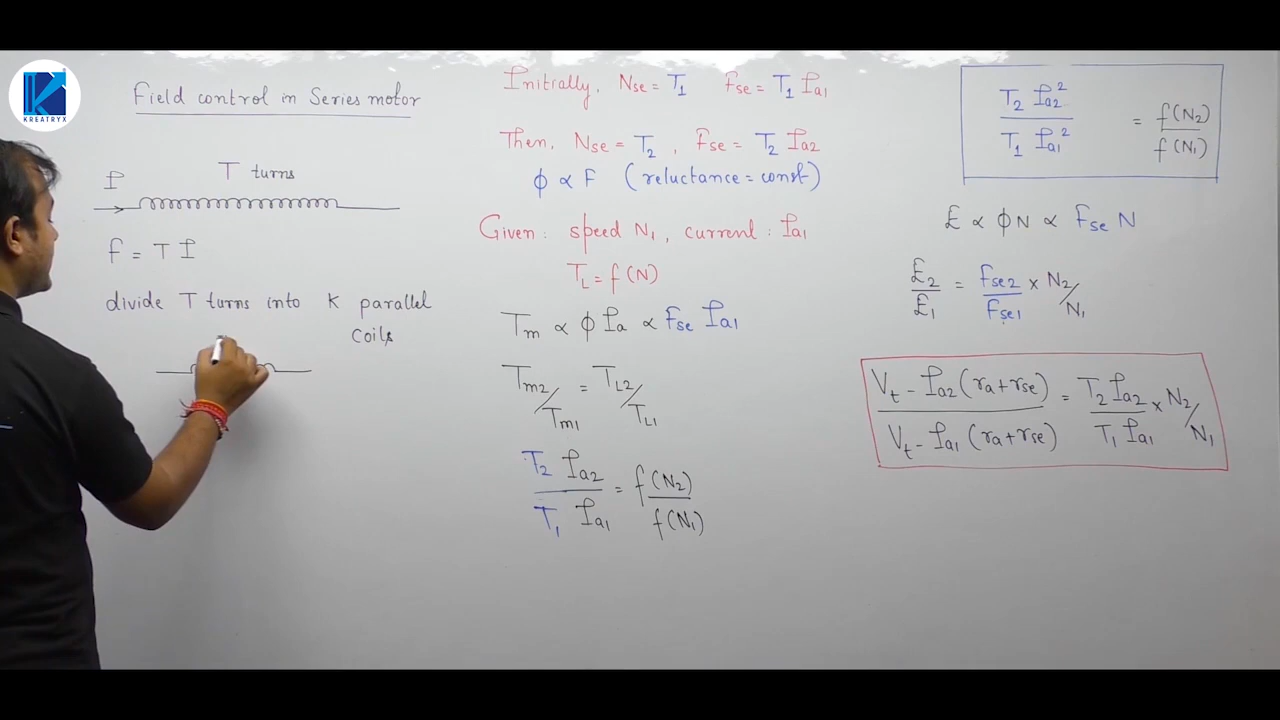 KREATRYX
Field control in Series motor
I
T turns
f = T I
divide T turns into K parallel
coils
Initially, Nse = T1 Fse = T1 Ia1
Then, Nse = T2, Fse = T2 Ia2
φ ∝ F (reluctance = const)
Given: speed N1, current: Ia1
TL = f(N)
Tm ∝ φ Ia ∝ Fse Ia1
Tm2/Tm1 = TL2/TL1
T2 Ia2 / T1 Ia1 = f(N2) / f(N1)
T2 Ia2² / T1 Ia1² = f(N2) / f(N1)
E ∝ φN ∝ Fse N
E2/E1 = Fse2/Fse1 × N2/N1
Vt - Ia2 (ra + rse) / Vt - Ia1 (ra + rse) = T2 Ia2 / T1 Ia1 × N2/N1